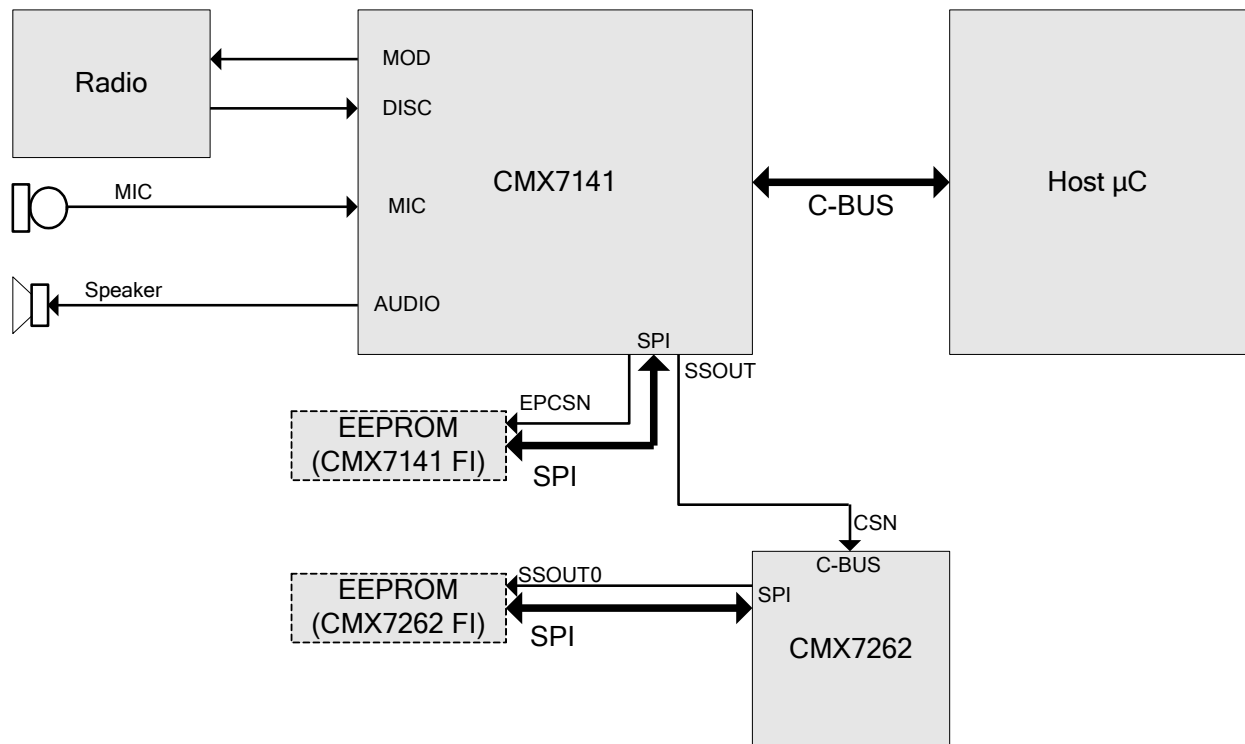 Radio
MOD
DISC
CMX7141
Host µC
C-BUS
MIC
MIC
Speaker
AUDIO
SPI
SSOUT
EPCSN
EEPROM
(CMX7141 FI)
SPI
CSN
C-BUS
SSOUT0
SPI
EEPROM
(CMX7262 FI)
SPI
CMX7262